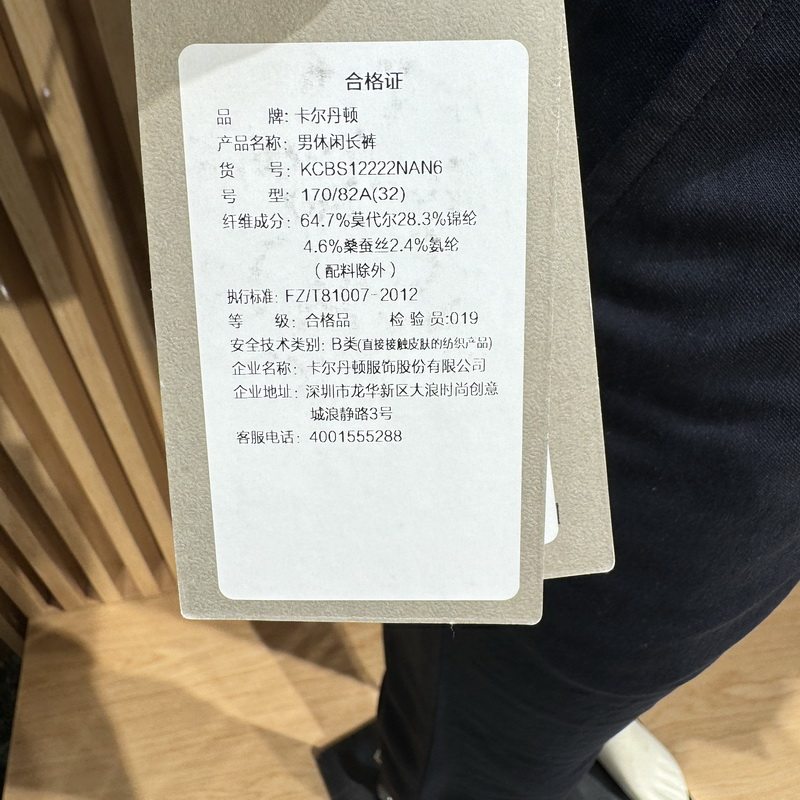 合格证
品 牌: 卡尔丹顿
产品名称: 男休闲长裤
货 号: KCBS12222NAN6
号 型: 170/82A(32)
纤维成分: 64.7%莫代尔28.3%锦纶
4.6%桑蚕丝2.4%氨纶
(配料除外)
执行标准: FZ/T81007-2012
等 级: 合格品 检 验 员:019
安全技术类别: B类(直接接触皮肤的纺织产品)
企业名称: 卡尔丹顿服饰股份有限公司
企业地址: 深圳市龙华新区大浪时尚创意
城浪静路3号
客服电话: 4001555288